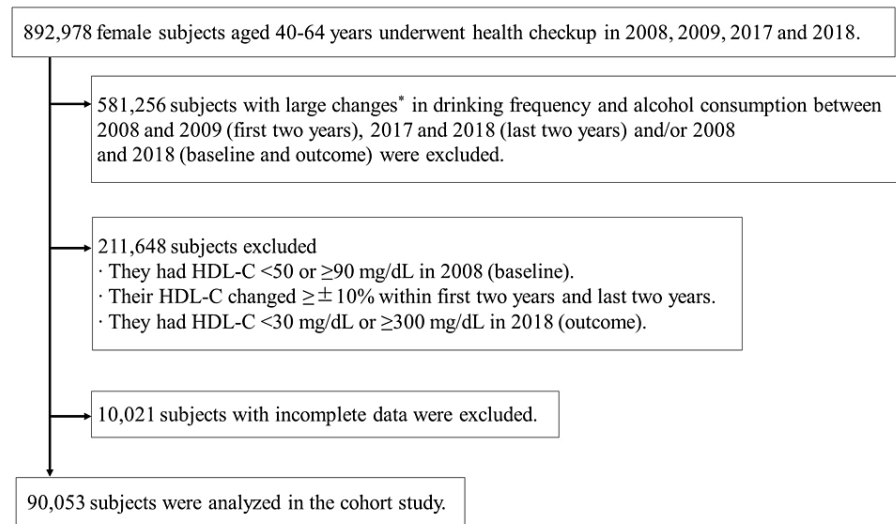 892,978 female subjects aged 40-64 years underwent health checkup in 2008, 2009, 2017 and 2018.
581,256 subjects with large changes* in drinking frequency and alcohol consumption between
2008 and 2009 (first two years), 2017 and 2018 (last two years) and/or 2008
and 2018 (baseline and outcome) were excluded.
211,648 subjects excluded
· They had HDL-C <50 or ≥90 mg/dL in 2008 (baseline).
· Their HDL-C changed ≥±10% within first two years and last two years.
· They had HDL-C <30 mg/dL or ≥300 mg/dL in 2018 (outcome).
10,021 subjects with incomplete data were excluded.
90,053 subjects were analyzed in the cohort study.